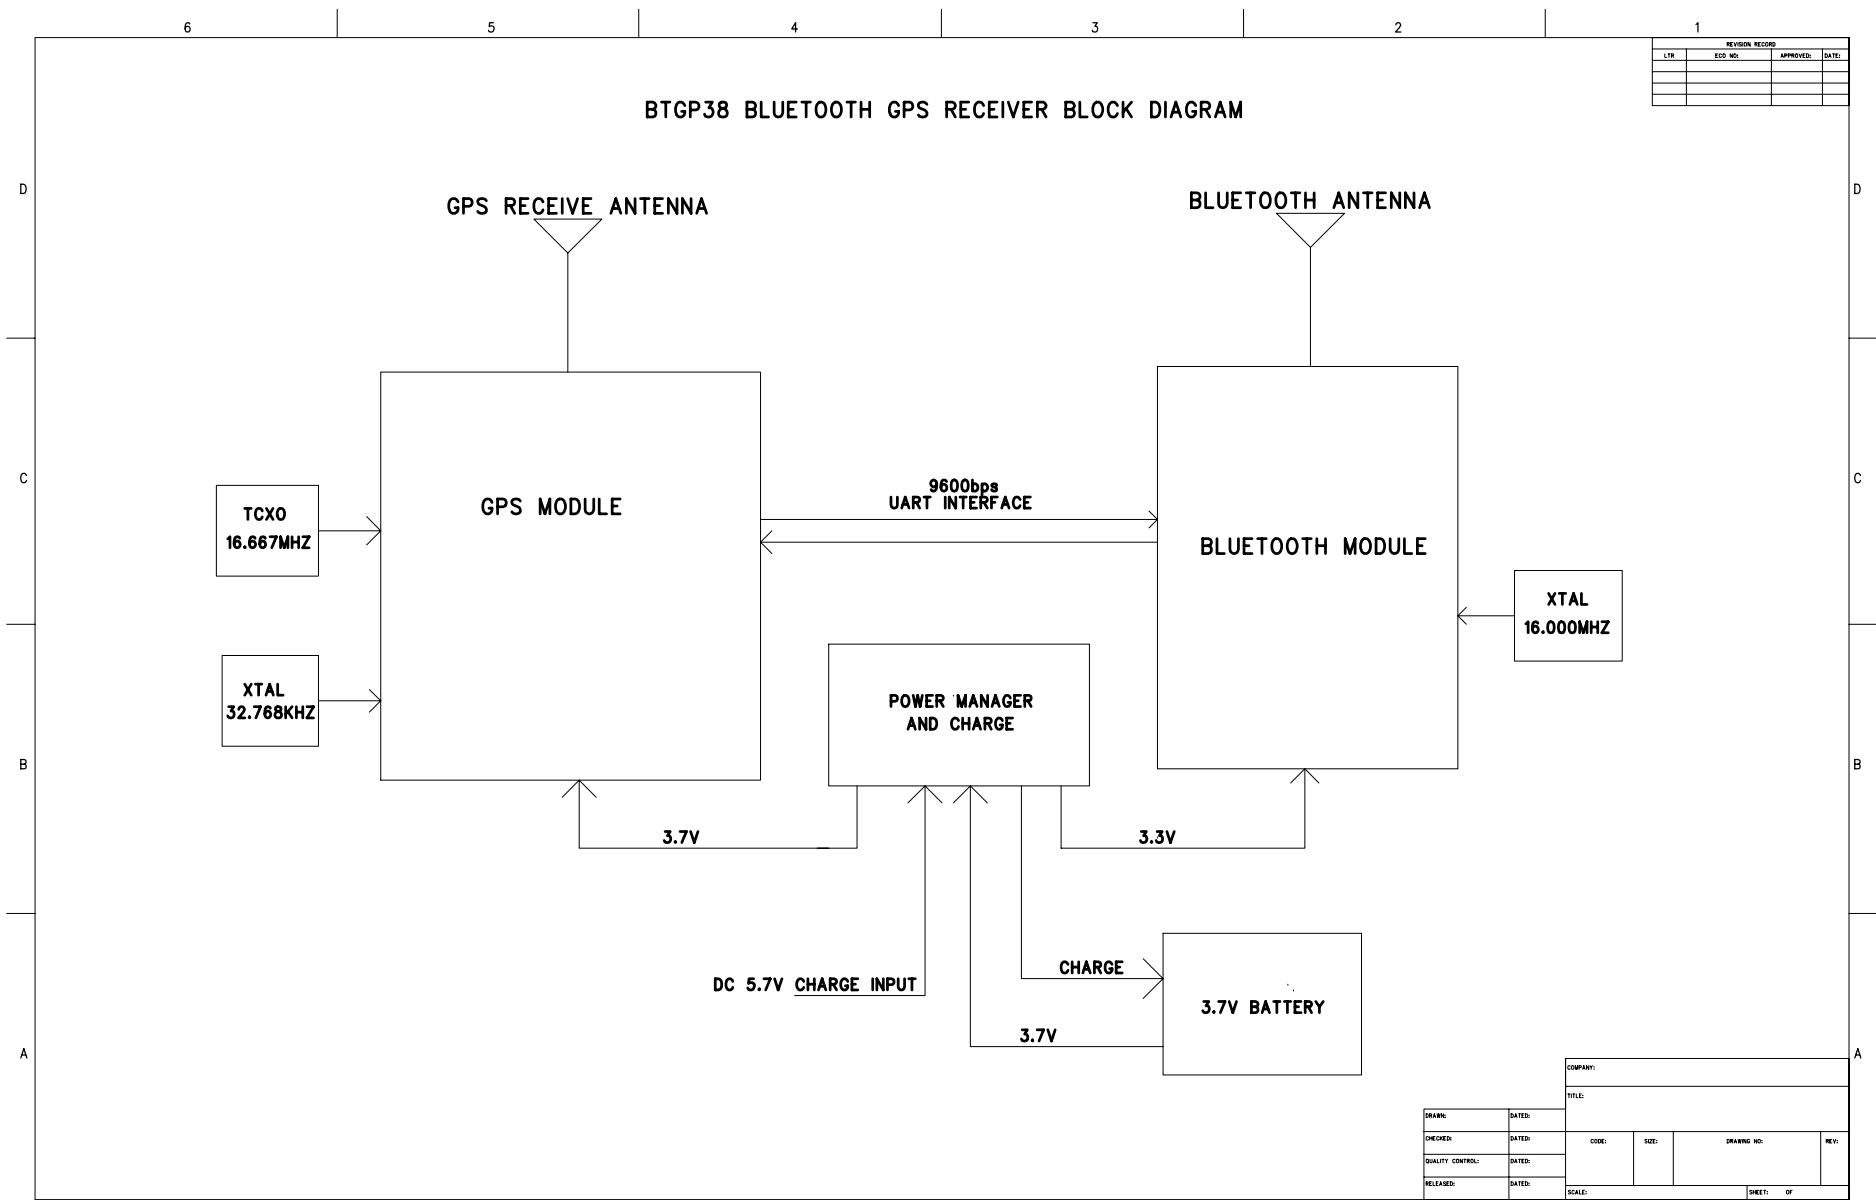 6 5 4 3 2 1
REVISION RECORD
LTR ECO NO: APPROVED: DATE:
BTGP38 BLUETOOTH GPS RECEIVER BLOCK DIAGRAM
D D
GPS RECEIVE ANTENNA
BLUETOOTH ANTENNA
C C
9600bps
UART INTERFACE
GPS MODULE
TCXO
16.667MHZ
BLUETOOTH MODULE
XTAL
16.000MHZ
XTAL
32.768KHZ
POWER MANAGER
AND CHARGE
B B
3.7V
3.3V
CHARGE
DC 5.7V CHARGE INPUT
3.7V BATTERY
3.7V
A A
COMPANY:
TITLE:
DRAWN: DATED:
CHECKED: DATED:
CODE: SIZE: DRAWING NO: REV:
QUALITY CONTROL: DATED:
RELEASED: DATED:
SCALE: SHEET: OF